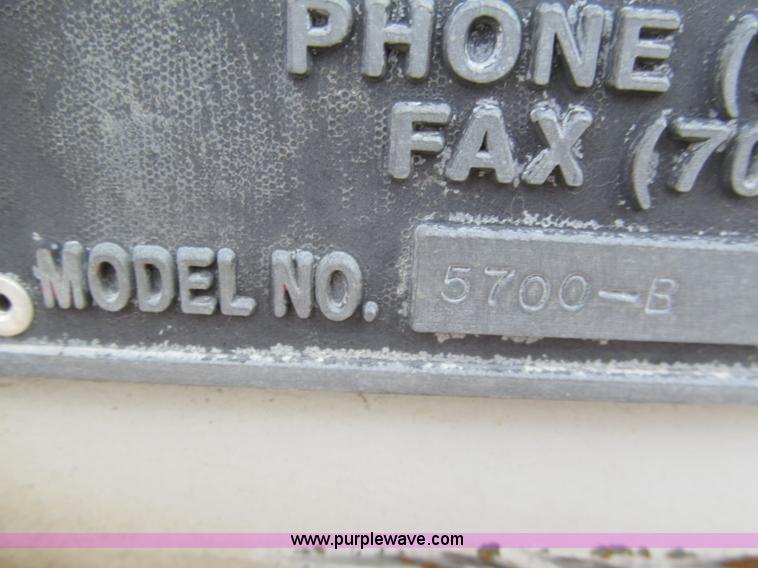 PHONE (
FAX (70
MODEL NO. 5700-B
www.purplewave.com